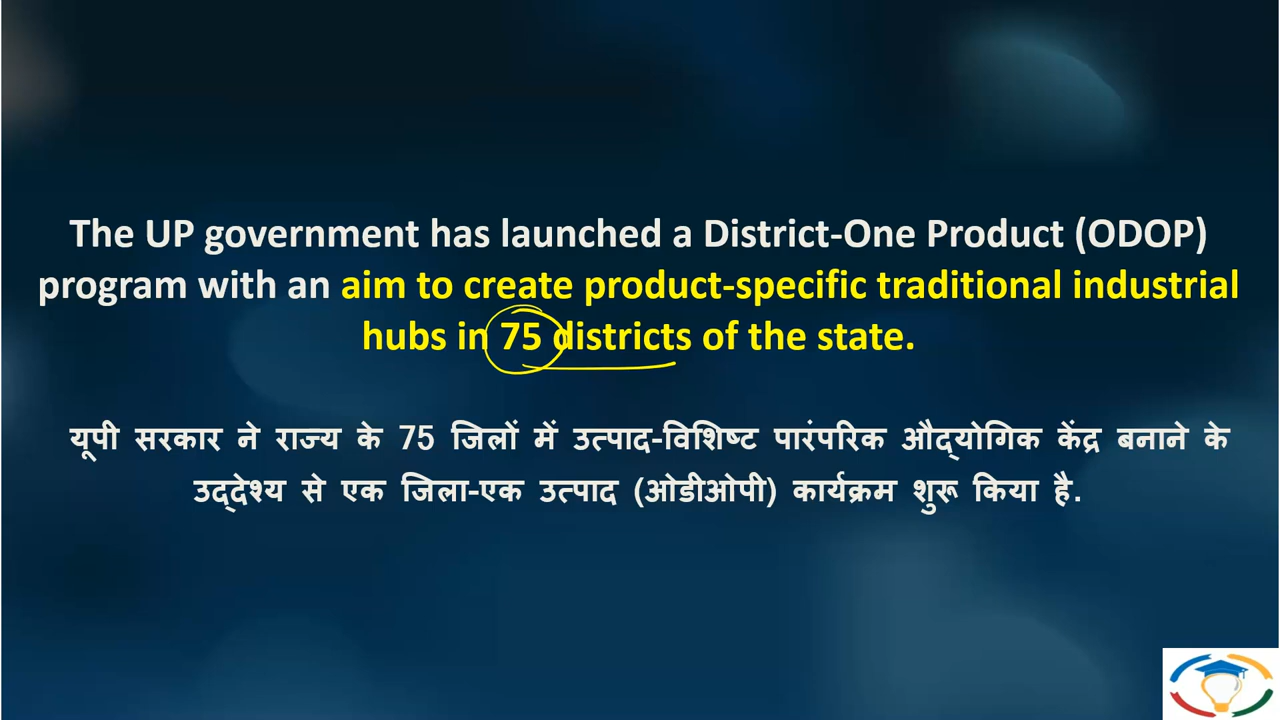 The UP government has launched a District-One Product (ODOP)
program with an aim to create product-specific traditional industrial
hubs in 75 districts of the state.
यूपी सरकार ने राज्य के 75 जिलों में उत्पाद-विशिष्ट पारंपरिक औद्योगिक केंद्र बनाने के
उद्देश्य से एक जिला-एक उत्पाद (ओडीओपी) कार्यक्रम शुरू किया है.